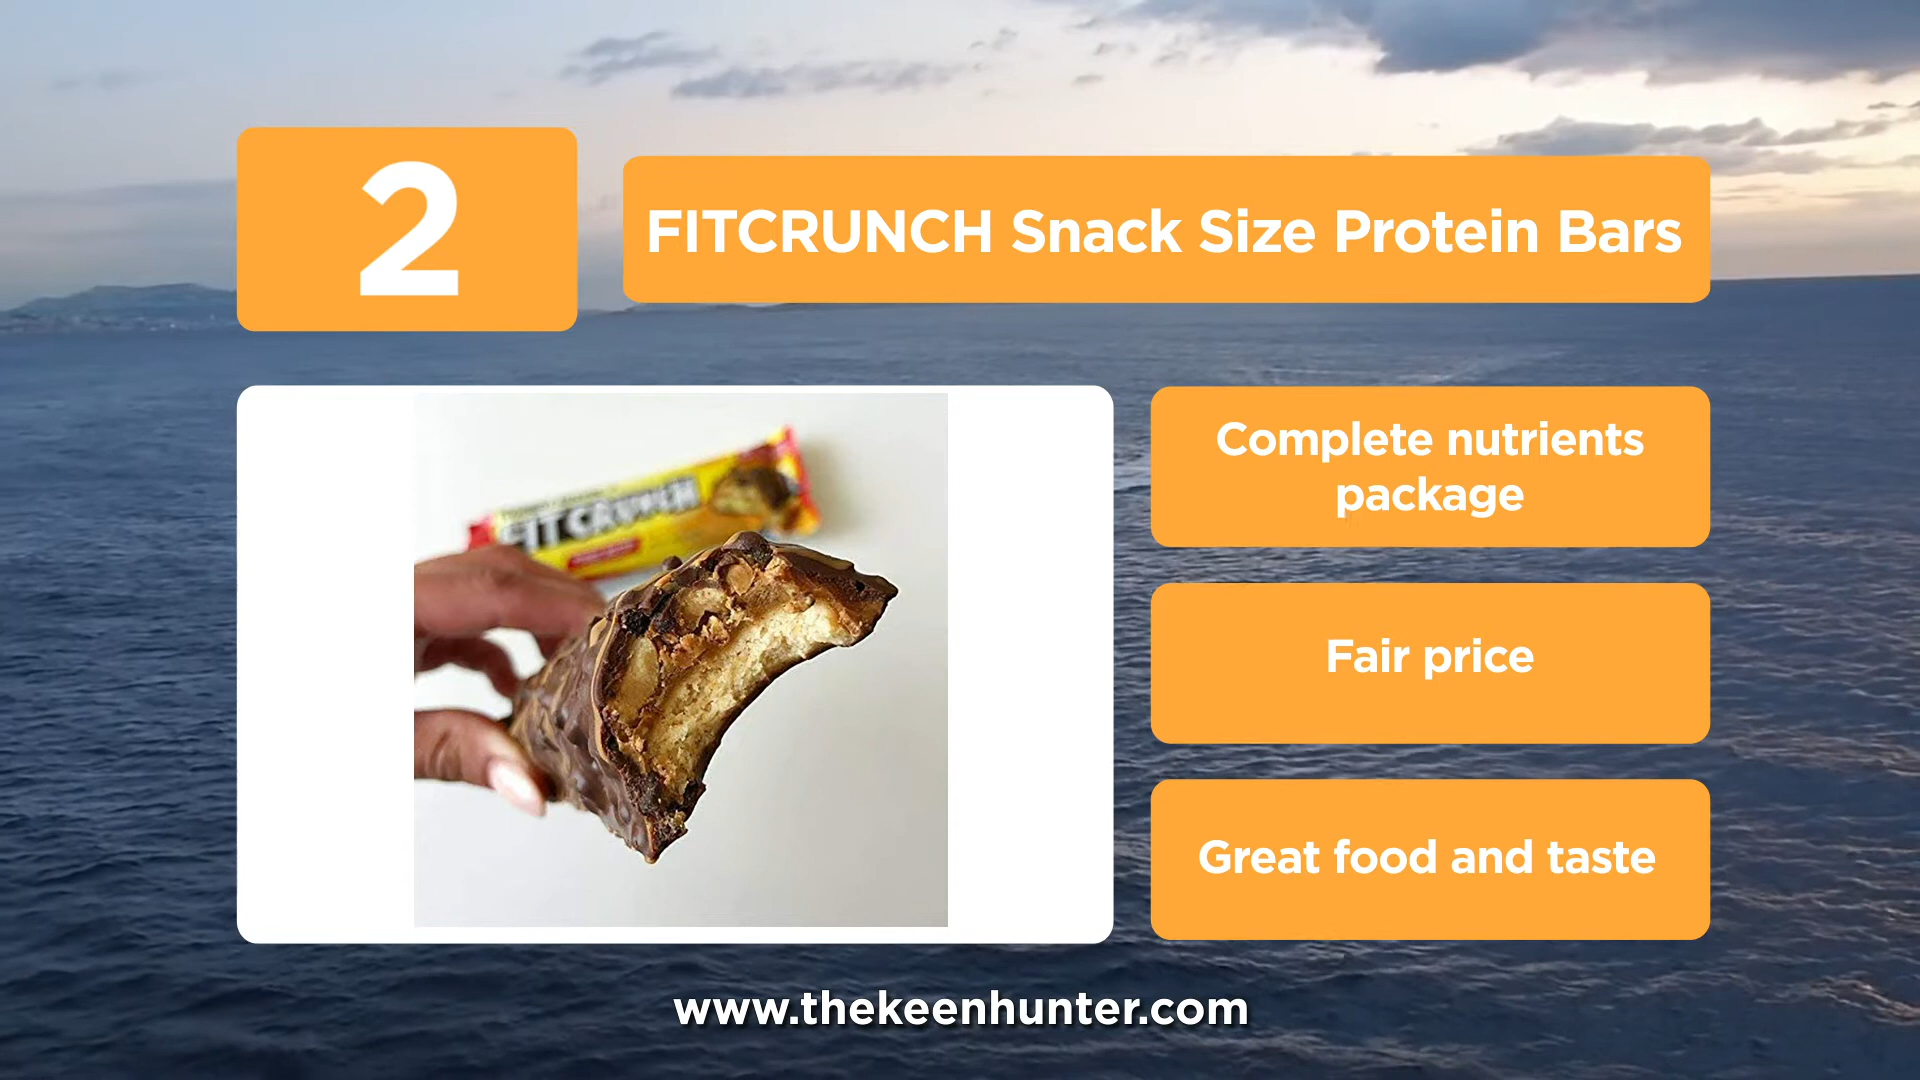 2
FITCRUNCH Snack Size Protein Bars
FITCRUNCH
Complete nutrients
package
Fair price
Great food and taste
www.thekeenhunter.com